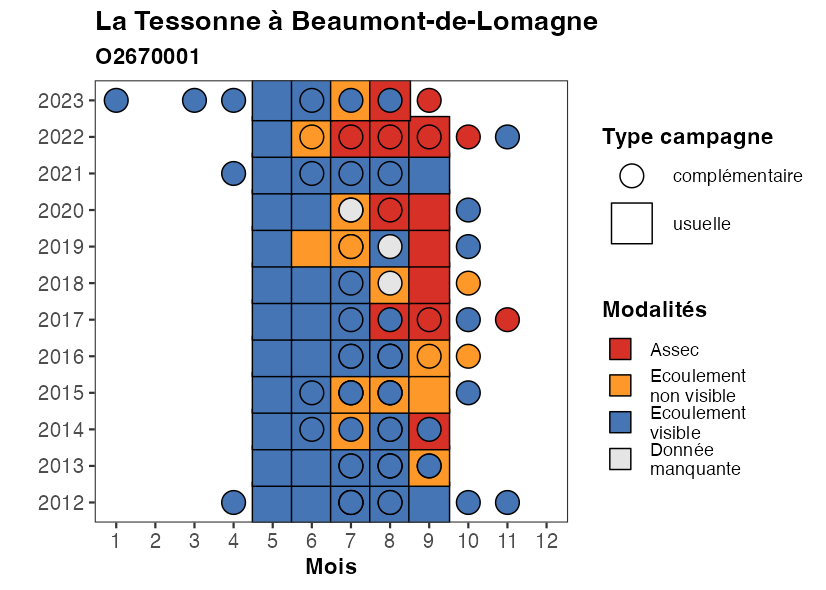 La Tessonne à Beaumont-de-Lomagne
O2670001
2023
2022
2021
2020
2019
2018
2017
2016
2015
2014
2013
2012
1 2 3 4 5 6 7 8 9 10 11 12
Mois
Type campagne
complémentaire
usuelle
Modalités
Assec
Ecoulement
non visible
Ecoulement
visible
Donnée
manquante